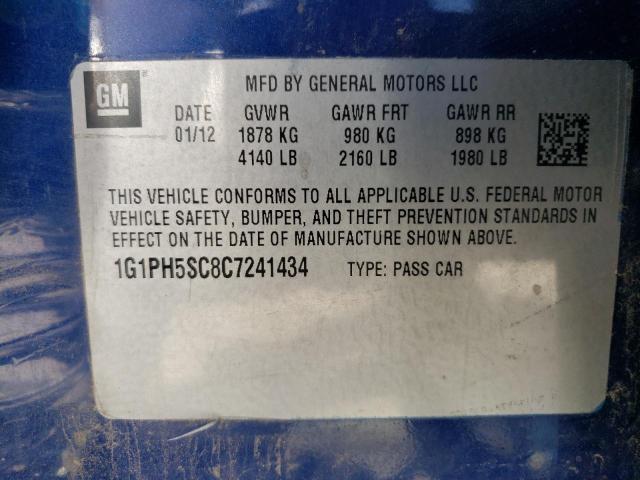 GM
®
MFD BY GENERAL MOTORS LLC
DATE GVWR GAWR FRT GAWR RR
01/12 1878 KG 980 KG 898 KG
4140 LB 2160 LB 1980 LB
THIS VEHICLE CONFORMS TO ALL APPLICABLE U.S. FEDERAL MOTOR
VEHICLE SAFETY, BUMPER, AND THEFT PREVENTION STANDARDS IN
EFFECT ON THE DATE OF MANUFACTURE SHOWN ABOVE.
1G1PH5SC8C7241434 TYPE: PASS CAR